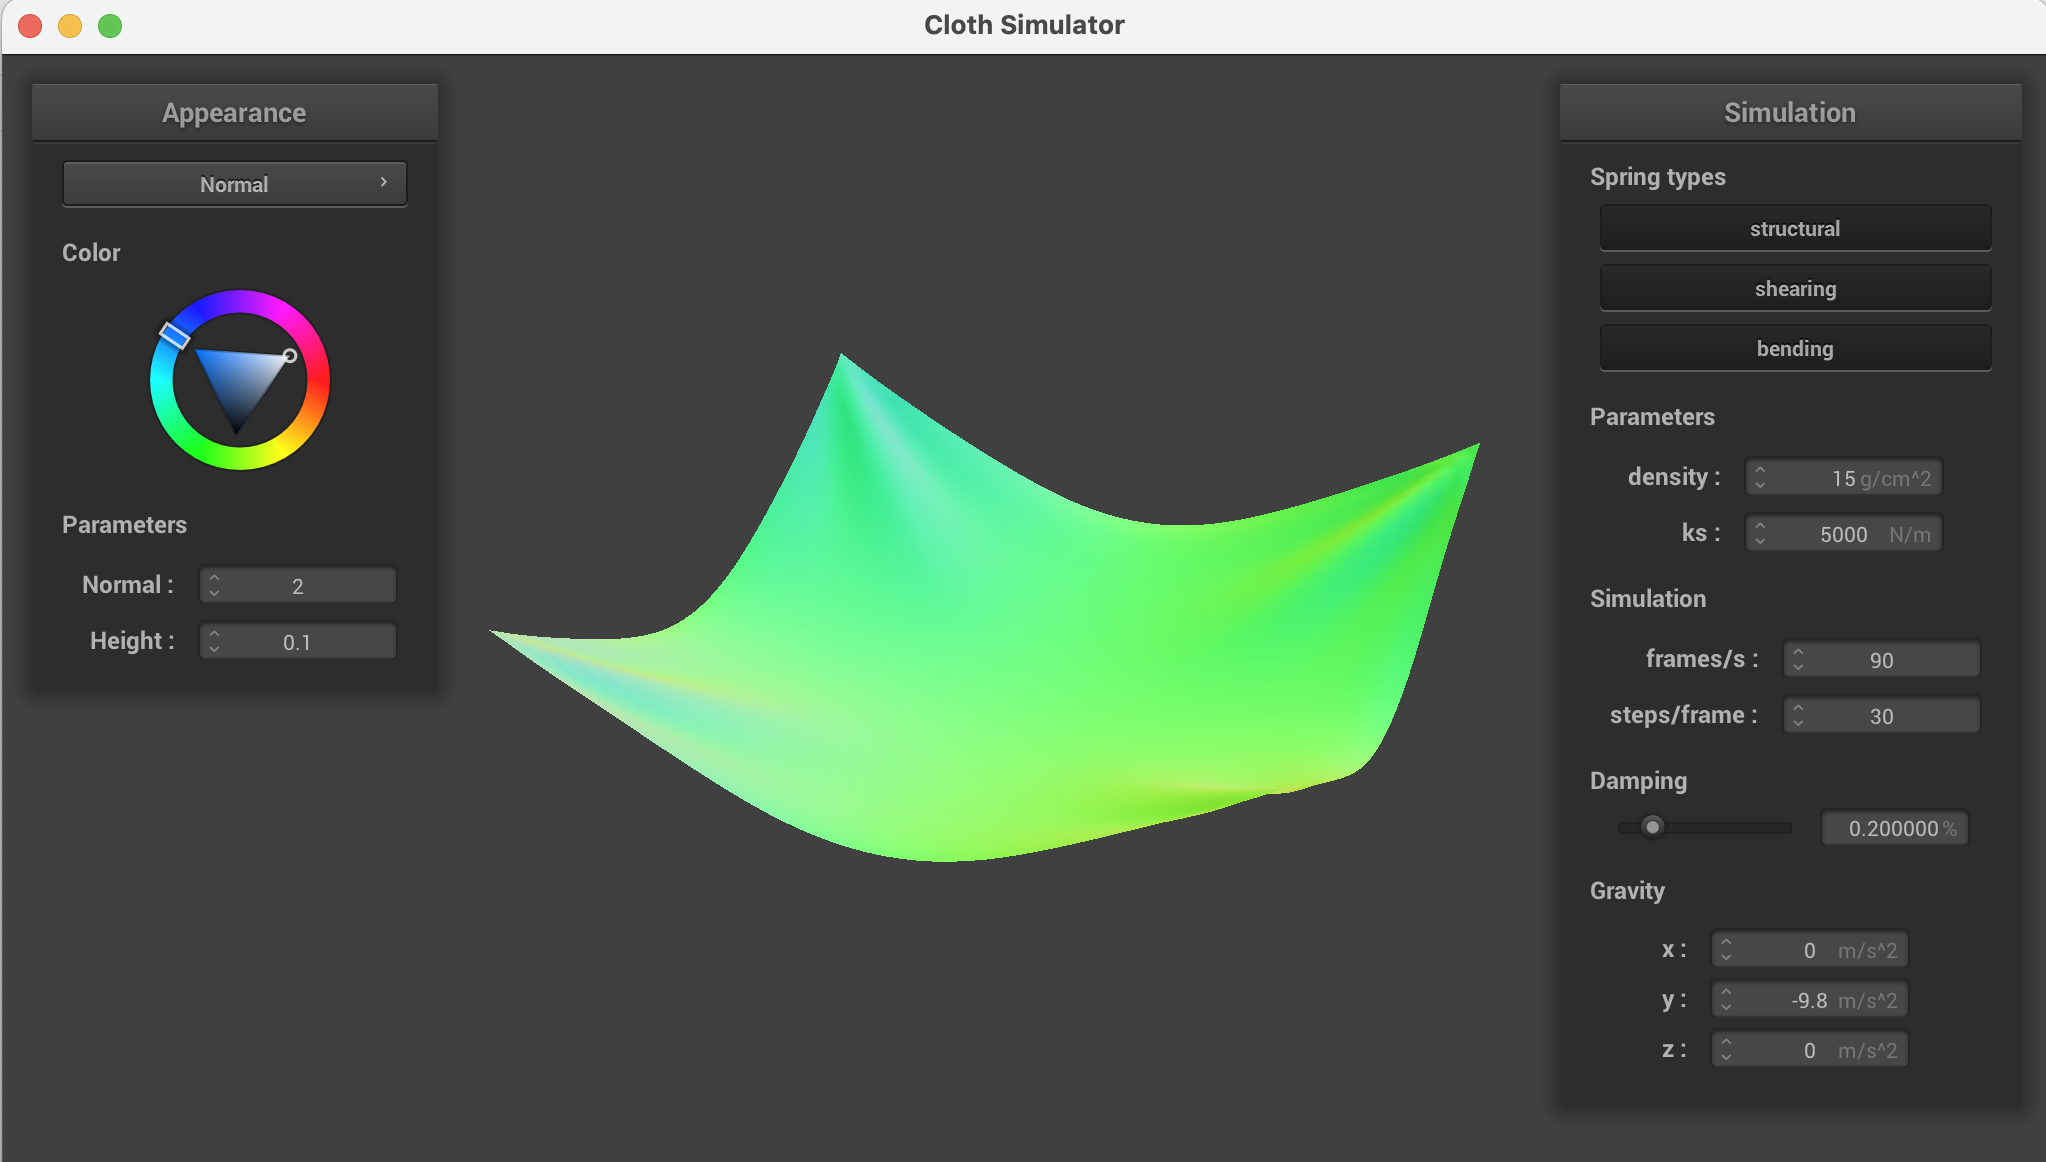 Cloth Simulator
Appearance
Normal
Color
Parameters
Normal : 2
Height : 0.1
Simulation
Spring types
structural
shearing
bending
Parameters
density : 15 g/cm^2
ks : 5000 N/m
Simulation
frames/s : 90
steps/frame : 30
Damping
0.200000 %
Gravity
x : 0 m/s^2
y : -9.8 m/s^2
z : 0 m/s^2